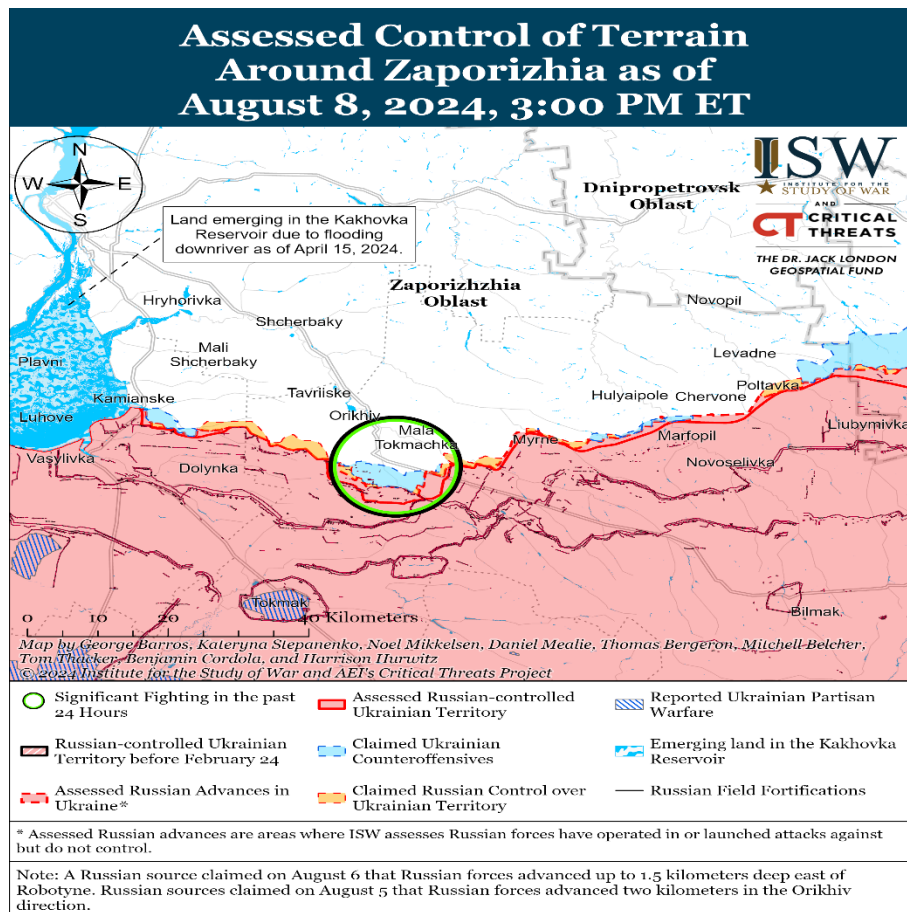 Assessed Control of Terrain
Around Zaporizhia as of
August 8, 2024, 3:00 PM ET
N
W E
S
ISW
INSTITUTE FOR THE
STUDY OF WAR
AND
CT CRITICAL
THREATS
THE DR. JACK LONDON
GEOSPATIAL FUND
Dnipropetrovsk
Oblast
Land emerging in the Kakhovka
Reservoir due to flooding
downriver as of April 15, 2024.
Zaporizhzhia
Oblast
Hryhorivka
Novopil
Shcherbaky
Mali
Shcherbaky
Levadne
Plavni
Tavriiske
Poltavka
Kamianske
Hulyaipole
Chervone
Luhove
Orikhiv
Mala
Tokmachka
Liubymivka
Myrne
Marfopil
Vasylivka
Dolynka
Novoselivka
Tokmak
Bilmak
0 20 40 Kilometers
Map by George Barros, Kateryna Stepanenko, Noel Mikkelsen, Daniel Mealie, Thomas Bergeron, Mitchell Belcher,
Tom Thacker, Benjamin Cordola, and Harrison Hurwitz
© 2024 Institute for the Study of War and AEI's Critical Threats Project
Significant Fighting in the past
24 Hours
Assessed Russian-controlled
Ukrainian Territory
Reported Ukrainian Partisan
Warfare
Russian-controlled Ukrainian
Territory before February 24
Claimed Ukrainian
Counteroffensives
Emerging land in the Kakhovka
Reservoir
Assessed Russian Advances in
Ukraine*
Claimed Russian Control over
Ukrainian Territory
Russian Field Fortifications
* Assessed Russian advances are areas where ISW assesses Russian forces have operated in or launched attacks against
but do not control.
Note: A Russian source claimed on August 6 that Russian forces advanced up to 1.5 kilometers deep east of
Robotyne. Russian sources claimed on August 5 that Russian forces advanced two kilometers in the Orikhiv
direction.